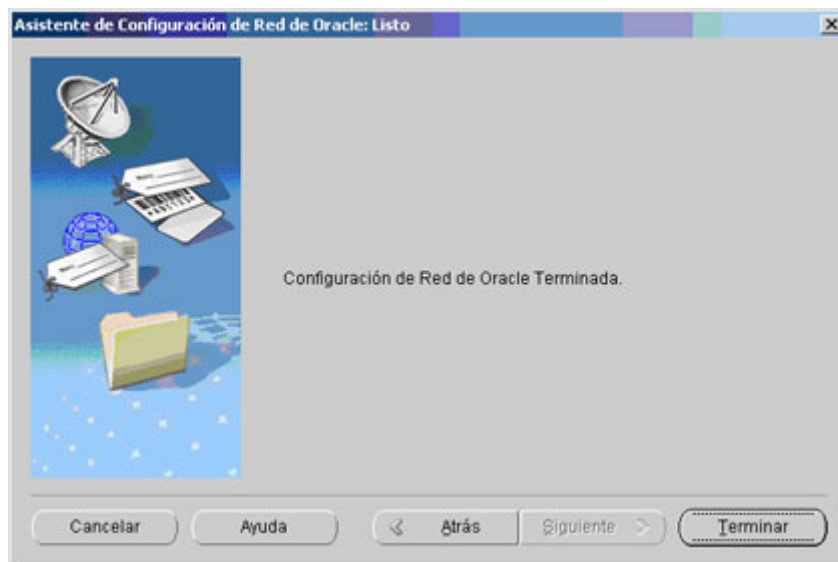 Asistente de Configuración de Red de Oracle: Listo
Configuración de Red de Oracle Terminada.
Cancelar
Ayuda
Atrás
Siguiente
Terminar